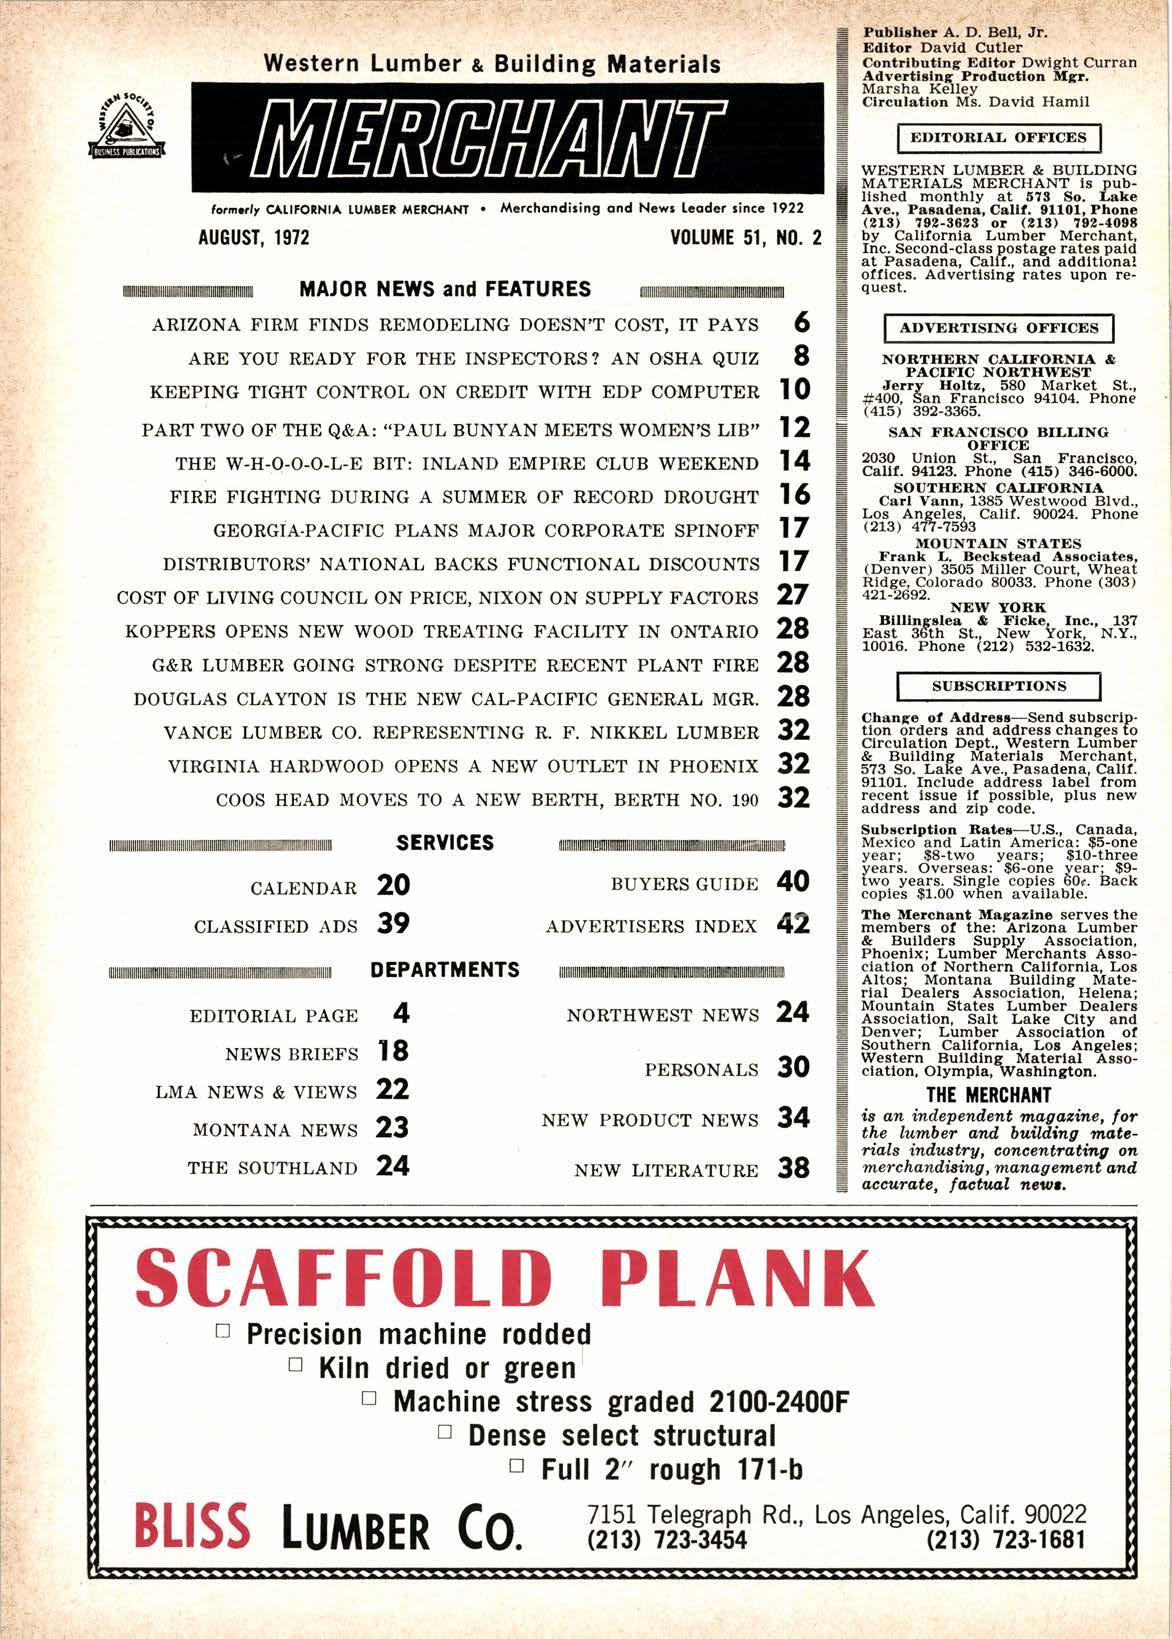 Western Lumber & Building Materials
WESTERN SOCIETY OF
BUSINESS PUBLICATIONS
MERCHANT
formerly CALIFORNIA LUMBER MERCHANT • Merchandising and News Leader since 1922
AUGUST, 1972 VOLUME 51, NO. 2
MAJOR NEWS and FEATURES
ARIZONA FIRM FINDS REMODELING DOESN'T COST, IT PAYS 6
ARE YOU READY FOR THE INSPECTORS? AN OSHA QUIZ 8
KEEPING TIGHT CONTROL ON CREDIT WITH EDP COMPUTER 10
PART TWO OF THE Q&A: "PAUL BUNYAN MEETS WOMEN'S LIB" 12
THE W-H-O-O-O-L-E BIT: INLAND EMPIRE CLUB WEEKEND 14
FIRE FIGHTING DURING A SUMMER OF RECORD DROUGHT 16
GEORGIA-PACIFIC PLANS MAJOR CORPORATE SPINOFF 17
DISTRIBUTORS' NATIONAL BACKS FUNCTIONAL DISCOUNTS 17
COST OF LIVING COUNCIL ON PRICE, NIXON ON SUPPLY FACTORS 27
KOPPERS OPENS NEW WOOD TREATING FACILITY IN ONTARIO 28
G&R LUMBER GOING STRONG DESPITE RECENT PLANT FIRE 28
DOUGLAS CLAYTON IS THE NEW CAL-PACIFIC GENERAL MGR. 28
VANCE LUMBER CO. REPRESENTING R. F. NIKKEL LUMBER 32
VIRGINIA HARDWOOD OPENS A NEW OUTLET IN PHOENIX 32
COOS HEAD MOVES TO A NEW BERTH, BERTH NO. 190 32
SERVICES
CALENDAR 20
CLASSIFIED ADS 39
BUYERS GUIDE 40
ADVERTISERS INDEX 42
DEPARTMENTS
EDITORIAL PAGE 4
NEWS BRIEFS 18
LMA NEWS & VIEWS 22
MONTANA NEWS 23
THE SOUTHLAND 24
NORTHWEST NEWS 24
PERSONALS 30
NEW PRODUCT NEWS 34
NEW LITERATURE 38
Publisher A. D. Bell, Jr.
Editor David Cutler
Contributing Editor Dwight Curran
Advertising Production Mgr.
Marsha Kelley
Circulation Ms. David Hamil
EDITORIAL OFFICES
WESTERN LUMBER & BUILDING
MATERIALS MERCHANT is pub-
lished monthly at 573 So. Lake
Ave., Pasadena, Calif. 91101, Phone
(213) 792-3623 or (213) 792-4098
by California Lumber Merchant,
Inc. Second-class postage rates paid
at Pasadena, Calif., and additional
offices. Advertising rates upon re-
quest.
ADVERTISING OFFICES
NORTHERN CALIFORNIA &
PACIFIC NORTHWEST
Jerry Holtz, 580 Market St.,
#400, San Francisco 94104. Phone
(415) 392-3365.
SAN FRANCISCO BILLING
OFFICE
2030 Union St., San Francisco,
Calif. 94123. Phone (415) 346-6000.
SOUTHERN CALIFORNIA
Carl Vann, 1385 Westwood Blvd.,
Los Angeles, Calif. 90024. Phone
(213) 477-7593
MOUNTAIN STATES
Frank L. Beckstead Associates,
(Denver) 3505 Miller Court, Wheat
Ridge, Colorado 80033. Phone (303)
421-2692.
NEW YORK
Billingslea & Ficke, Inc., 137
East 36th St., New York, N.Y.,
10016. Phone (212) 532-1632.
SUBSCRIPTIONS
Change of Address—Send subscrip-
tion orders and address changes to
Circulation Dept., Western Lumber
& Building Materials Merchant,
573 So. Lake Ave., Pasadena, Calif.
91101. Include address label from
recent issue if possible, plus new
address and zip code.
Subscription Rates—U.S., Canada,
Mexico and Latin America: $5-one
year; $8-two years; $10-three
years. Overseas: $6-one year; $9-
two years. Single copies 60¢. Back
copies $1.00 when available.
The Merchant Magazine serves the
members of the: Arizona Lumber
& Builders Supply Association,
Phoenix; Lumber Merchants Asso-
ciation of Northern California, Los
Altos; Montana Building Mate-
rial Dealers Association, Helena;
Mountain States Lumber Dealers
Association, Salt Lake City and
Denver; Lumber Association of
Southern California, Los Angeles;
Western Building Material Asso-
ciation, Olympia, Washington.
THE MERCHANT
is an independent magazine, for
the lumber and building mate-
rials industry, concentrating on
merchandising, management and
accurate, factual news.
SCAFFOLD PLANK
□ Precision machine rodded
□ Kiln dried or green
□ Machine stress graded 2100-2400F
□ Dense select structural
□ Full 2" rough 171-b
BLISS LUMBER CO.
7151 Telegraph Rd., Los Angeles, Calif. 90022
(213) 723-3454 (213) 723-1681